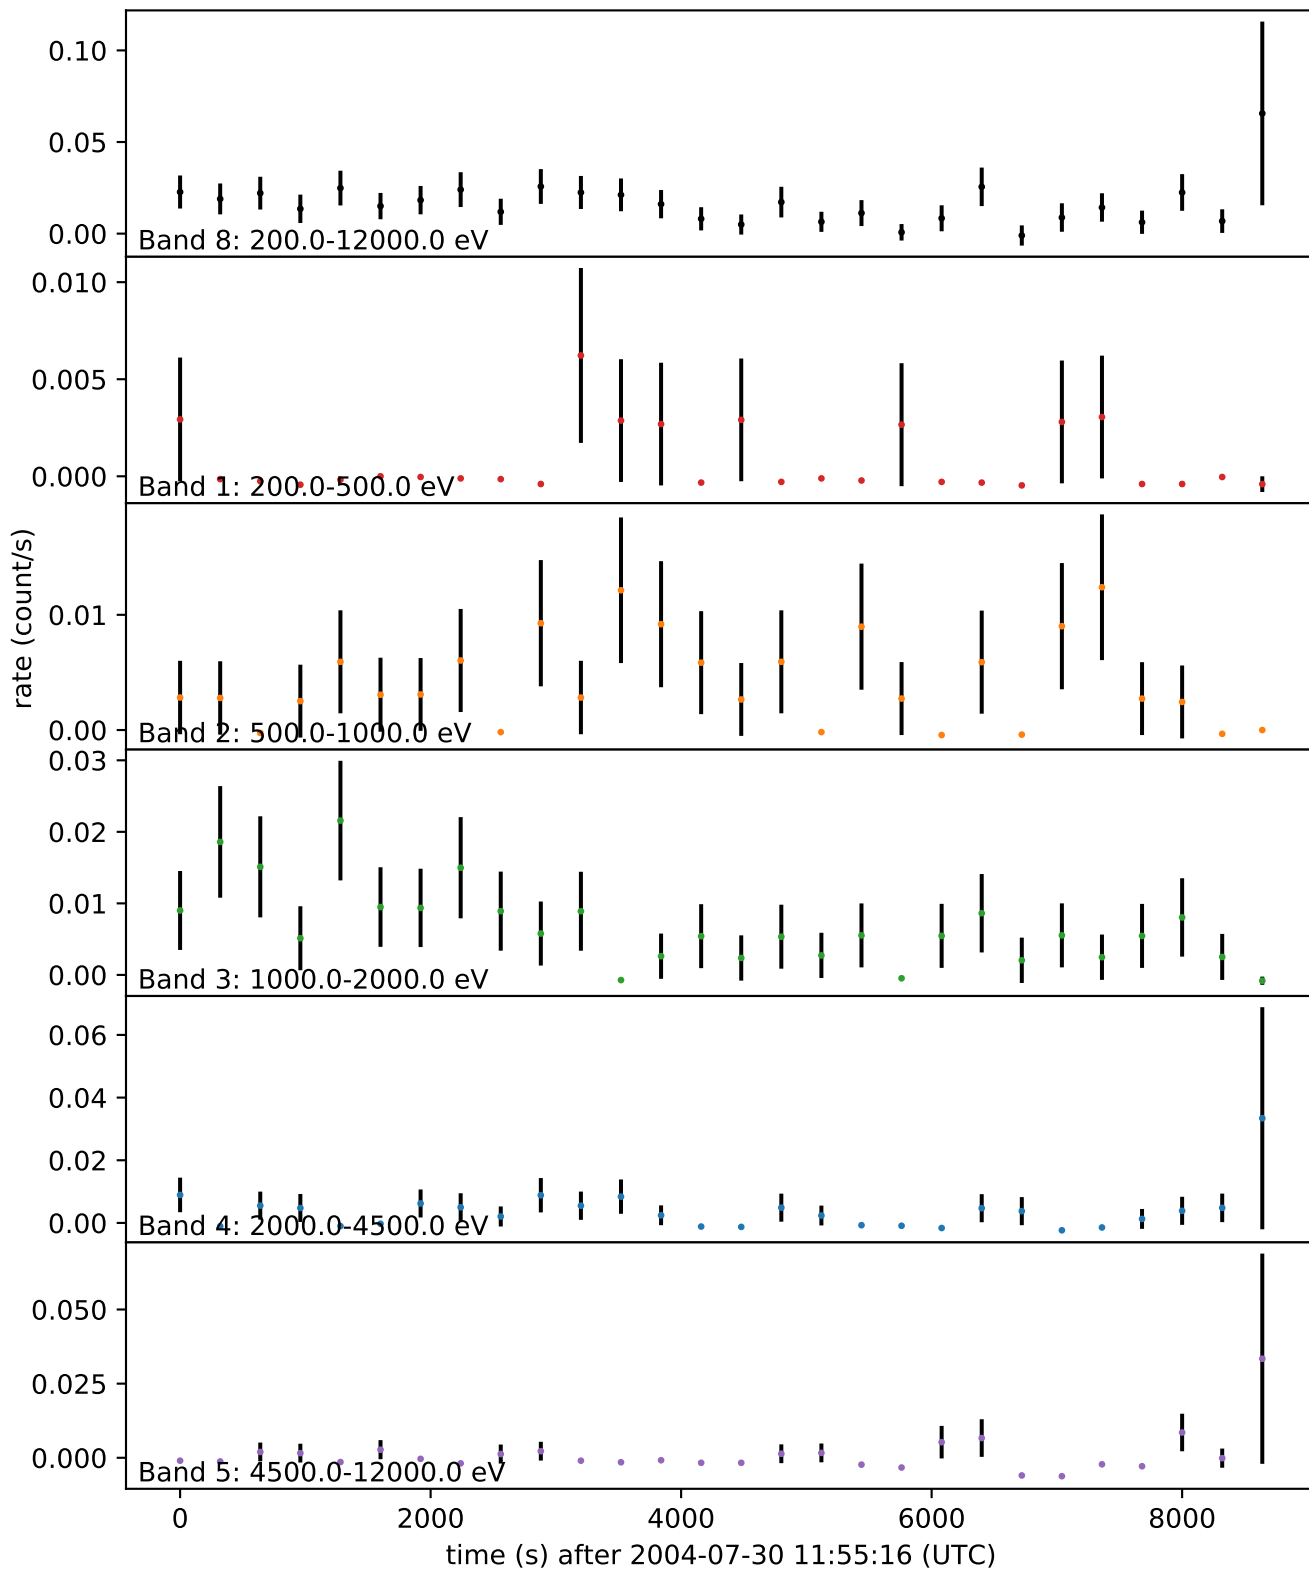 0.10
0.05
0.00
Band 8: 200.0-12000.0 eV
0.010
0.005
0.000
Band 1: 200.0-500.0 eV
rate (count/s)
0.01
0.00
Band 2: 500.0-1000.0 eV
0.03
0.02
0.01
0.00
Band 3: 1000.0-2000.0 eV
0.06
0.04
0.02
0.00
Band 4: 2000.0-4500.0 eV
0.050
0.025
0.000
Band 5: 4500.0-12000.0 eV
0 2000 4000 6000 8000
time (s) after 2004-07-30 11:55:16 (UTC)